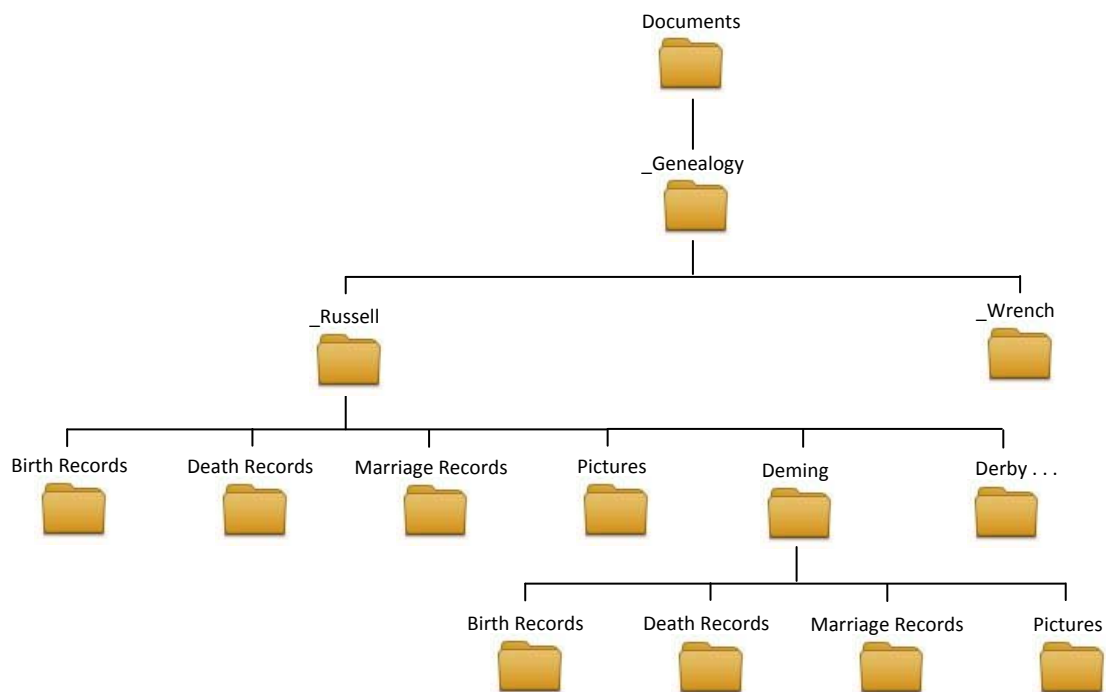 Documents
_Genealogy
_Russell
_Wrench
Birth Records
Death Records
Marriage Records
Pictures
Deming
Derby . . .
Birth Records
Death Records
Marriage Records
Pictures